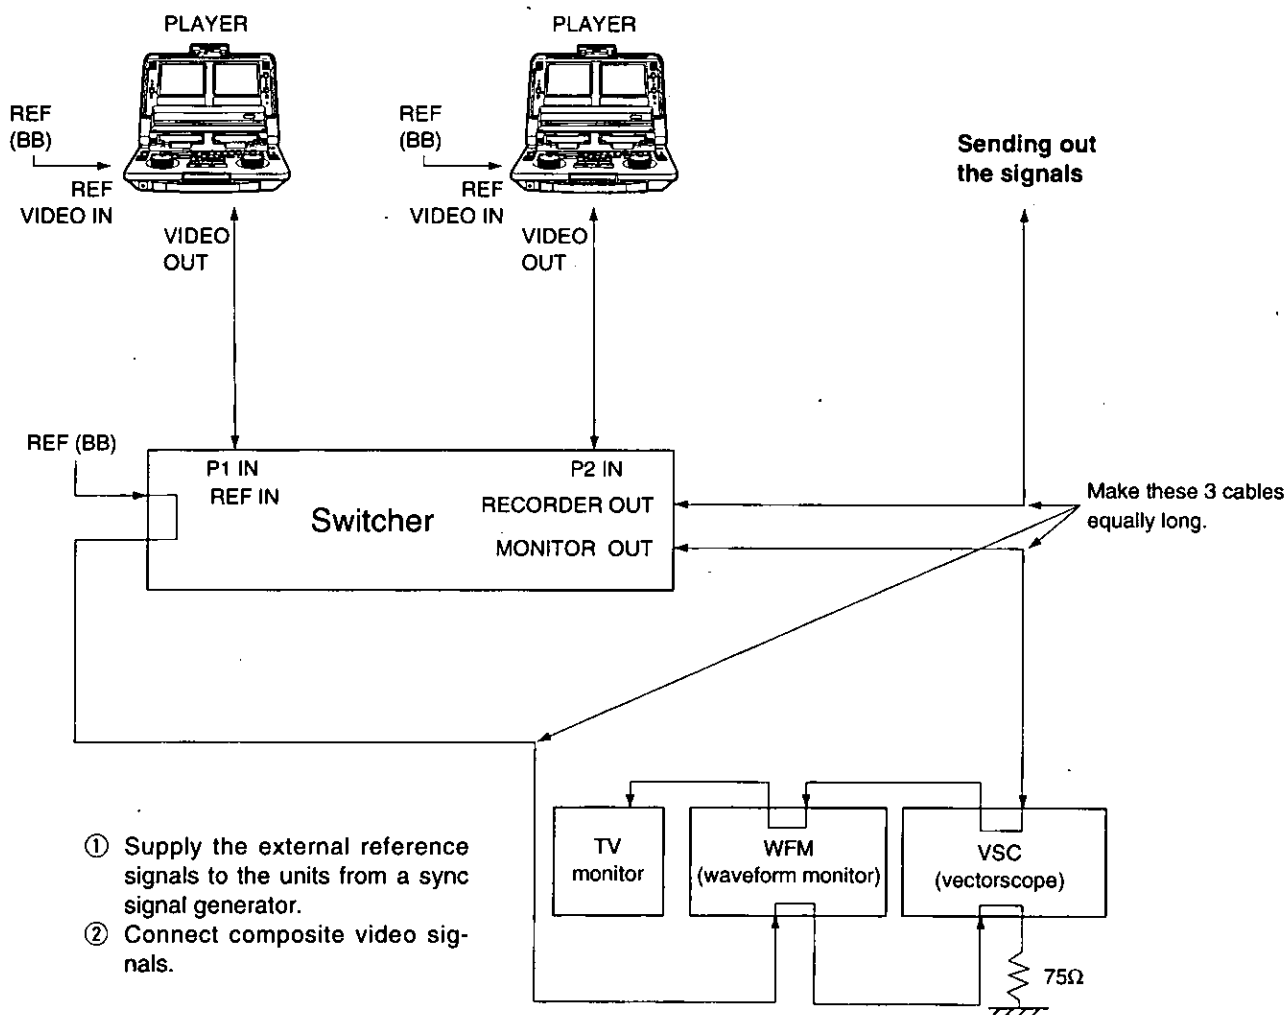 PLAYER
PLAYER
REF
(BB)
REF
VIDEO IN
VIDEO
OUT
REF
(BB)
REF
VIDEO IN
VIDEO
OUT
Sending out
the signals
REF (BB)
P1 IN
REF IN
P2 IN
Switcher
RECORDER OUT
MONITOR OUT
Make these 3 cables
equally long.
① Supply the external reference
signals to the units from a sync
signal generator.
② Connect composite video sig-
nals.
TV
monitor
WFM
(waveform monitor)
VSC
(vectorscope)
75Ω